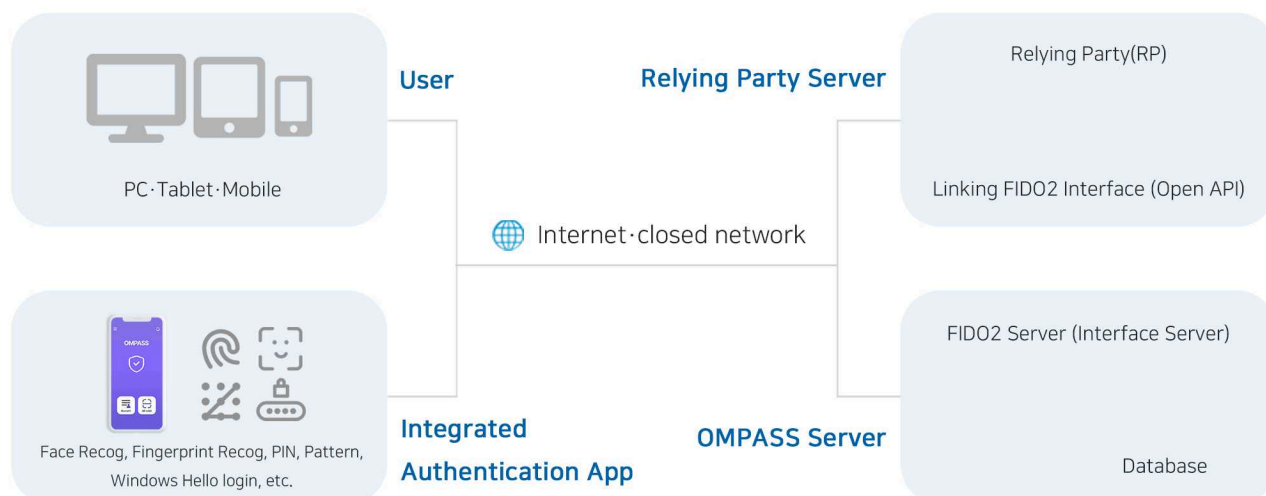 User
PC·Tablet·Mobile
Relying Party Server
Relying Party(RP)
Linking FIDO2 Interface (Open API)
Internet·closed network
OMPASS
Face Recog, Fingerprint Recog, PIN, Pattern,
Windows Hello login, etc.
Integrated
Authentication App
OMPASS Server
FIDO2 Server (Interface Server)
Database